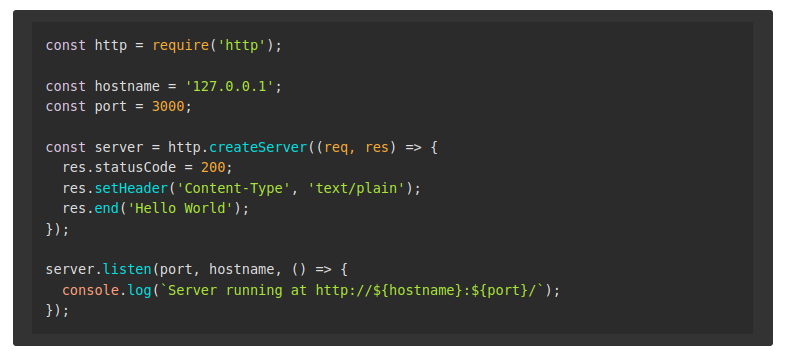 const http = require('http');

const hostname = '127.0.0.1';
const port = 3000;

const server = http.createServer((req, res) => {
  res.statusCode = 200;
  res.setHeader('Content-Type', 'text/plain');
  res.end('Hello World');
});

server.listen(port, hostname, () => {
  console.log(`Server running at http://${hostname}:${port}/`);
});